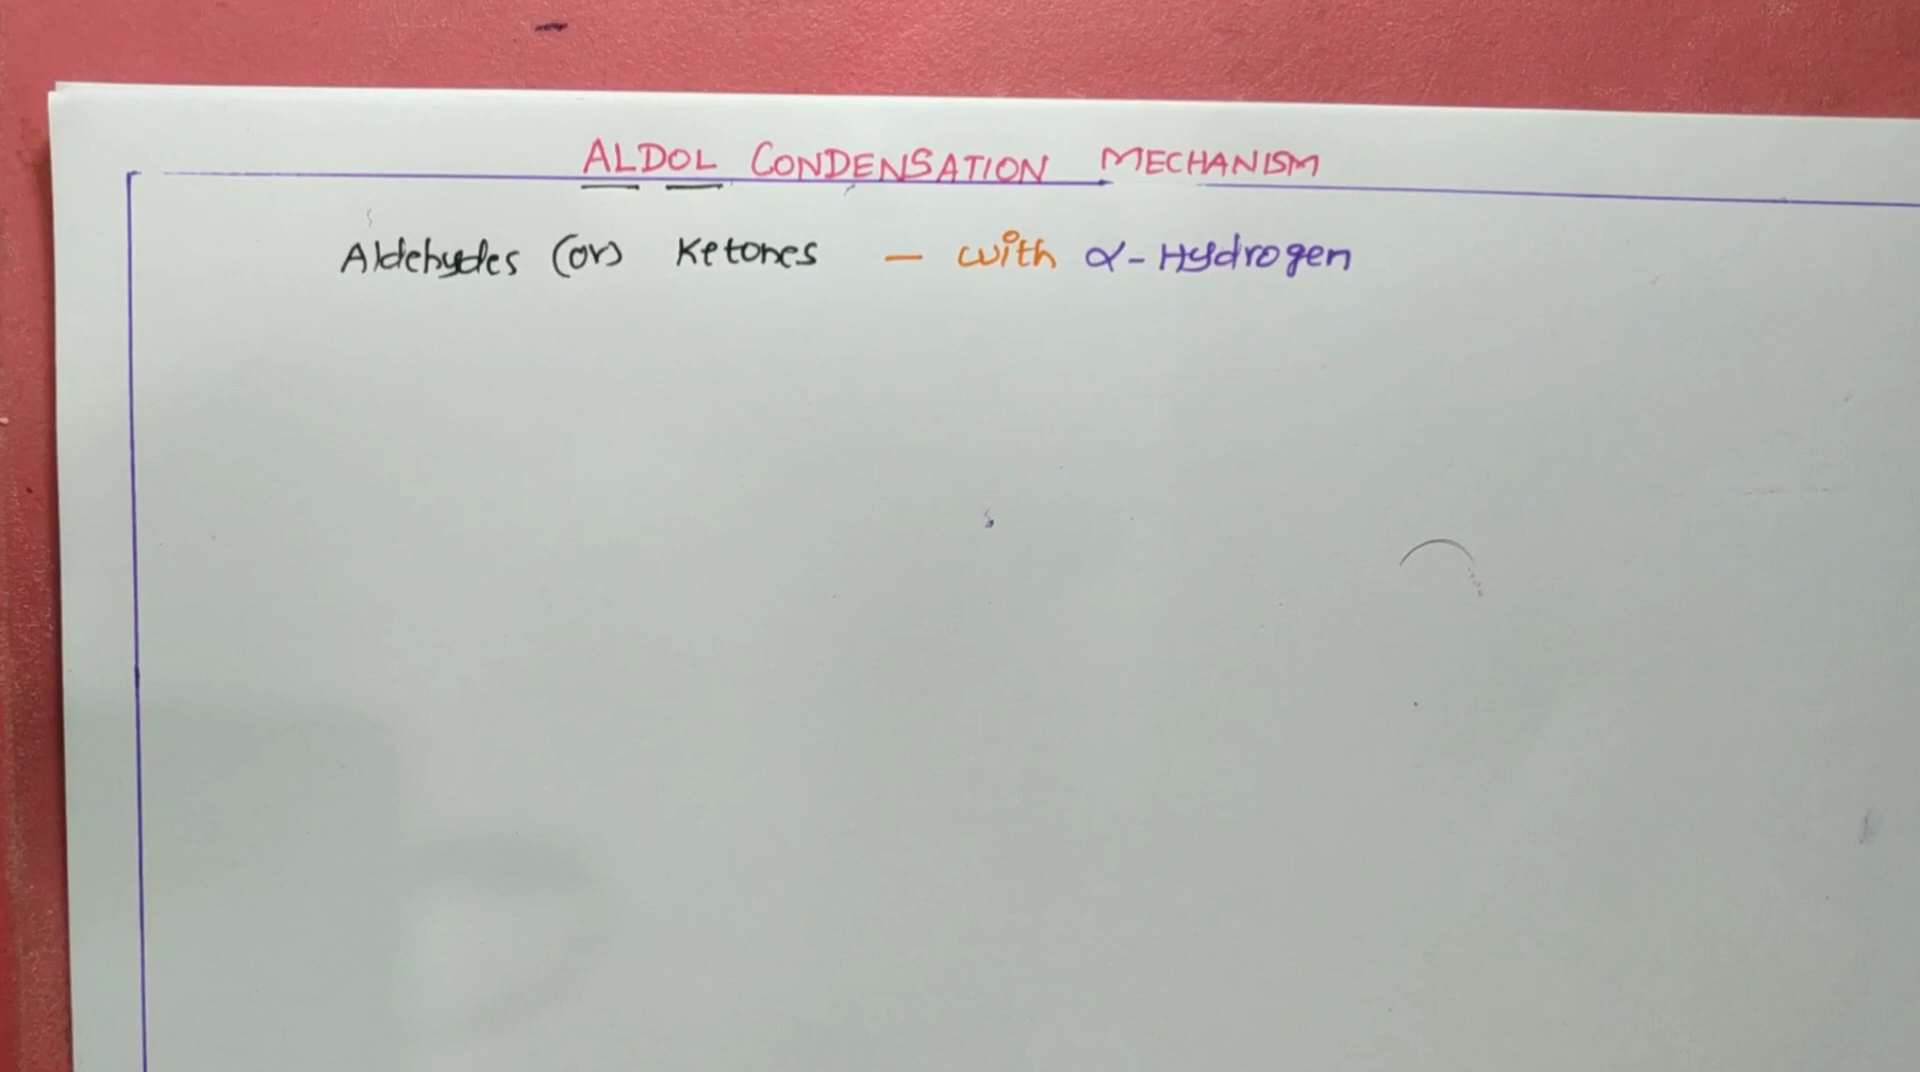 ALDOL CONDENSATION MECHANISM
Aldehydes (or) Ketones - with α-Hydrogen